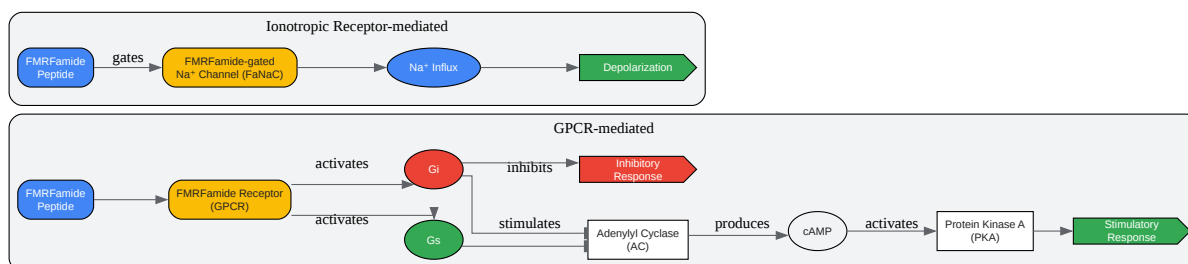 Ionotropic Receptor-mediated
FMRFamide
Peptide
gates
FMRFamide-gated
Na⁺ Channel (FaNaC)
Na⁺ Influx
Depolarization
GPCR-mediated
FMRFamide
Peptide
FMRFamide Receptor
(GPCR)
activates
Gi
inhibits
Inhibitory
Response
activates
Gs
stimulates
Adenylyl Cyclase
(AC)
produces
cAMP
activates
Protein Kinase A
(PKA)
Stimulatory
Response